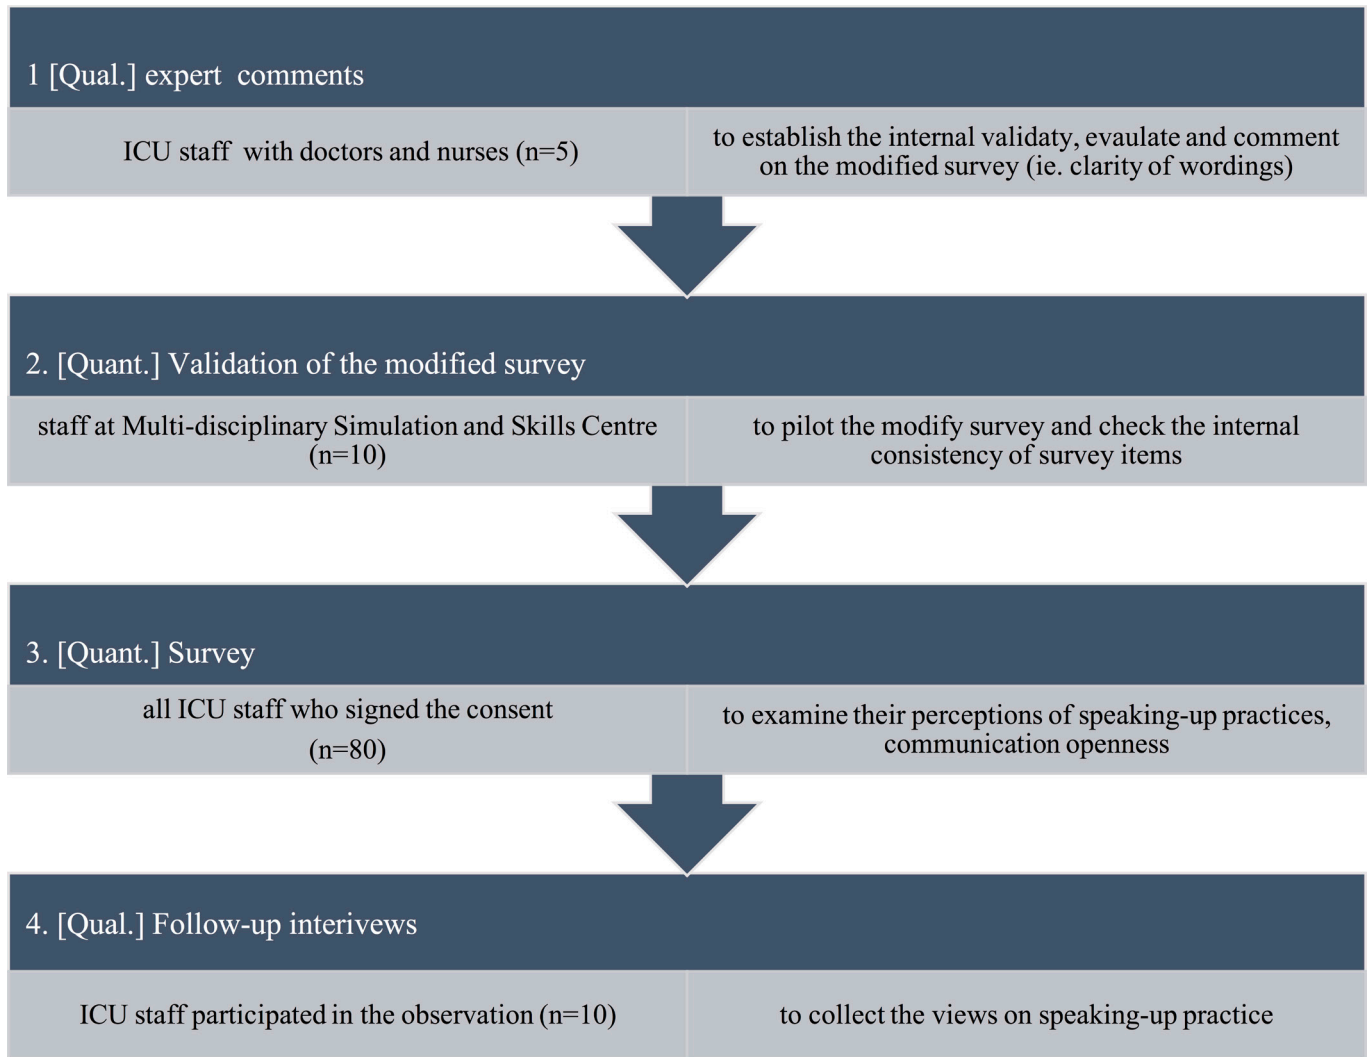 1 [Qual.] expert comments
ICU staff with doctors and nurses (n=5)
to establish the internal validaty, evaulate and comment
on the modified survey (ie. clarity of wordings)
2. [Quant.] Validation of the modified survey
staff at Multi-disciplinary Simulation and Skills Centre
(n=10)
to pilot the modify survey and check the internal
consistency of survey items
3. [Quant.] Survey
all ICU staff who signed the consent
(n=80)
to examine their perceptions of speaking-up practices,
communication openness
4. [Qual.] Follow-up interivews
ICU staff participated in the observation (n=10)
to collect the views on speaking-up practice